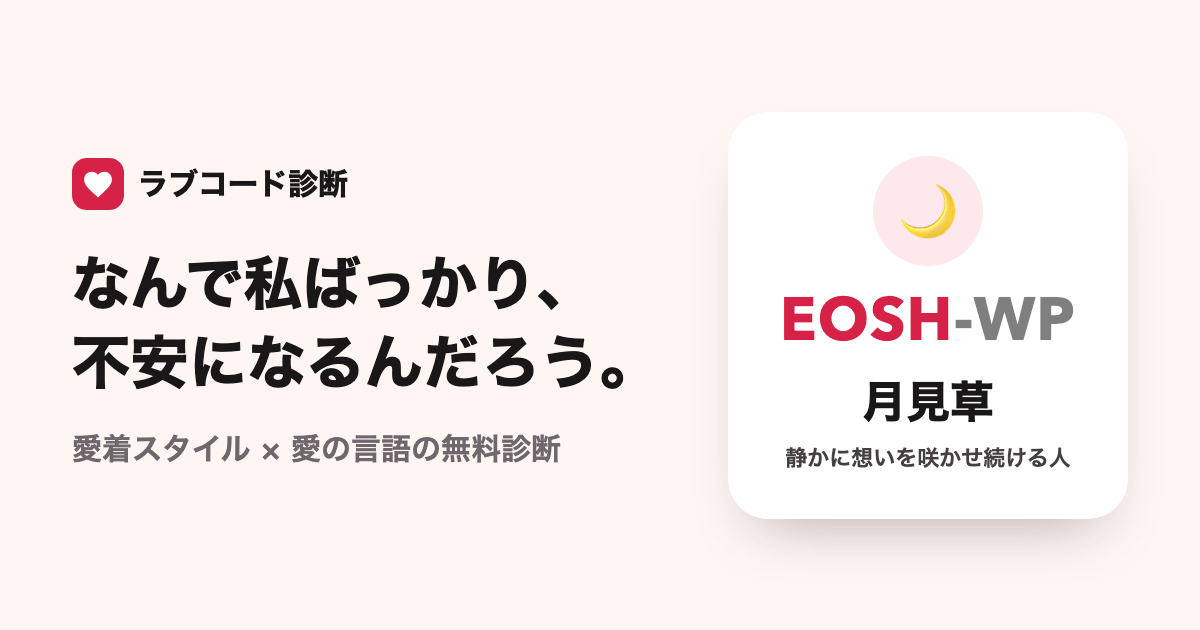 ラブコード診断
なんで私ばっかり、
不安になるんだろう。
愛着スタイル × 愛の言語の無料診断
EOSH-WP
月見草
静かに想いを咲かせ続ける人